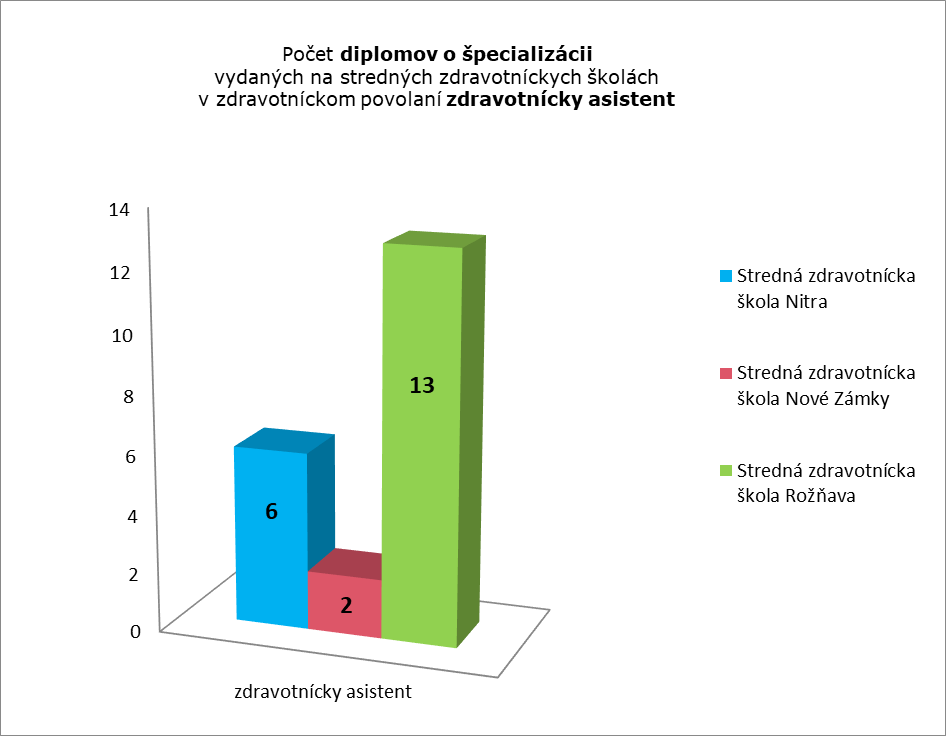 Počet diplomov o špecializácii
vydaných na stredných zdravotníckych školách
v zdravotníckom povolaní zdravotnícky asistent
14
12
10
8
6
4
2
0
6
2
13
zdravotnícky asistent
Stredná zdravotnícka
škola Nitra
Stredná zdravotnícka
škola Nové Zámky
Stredná zdravotnícka
škola Rožňava